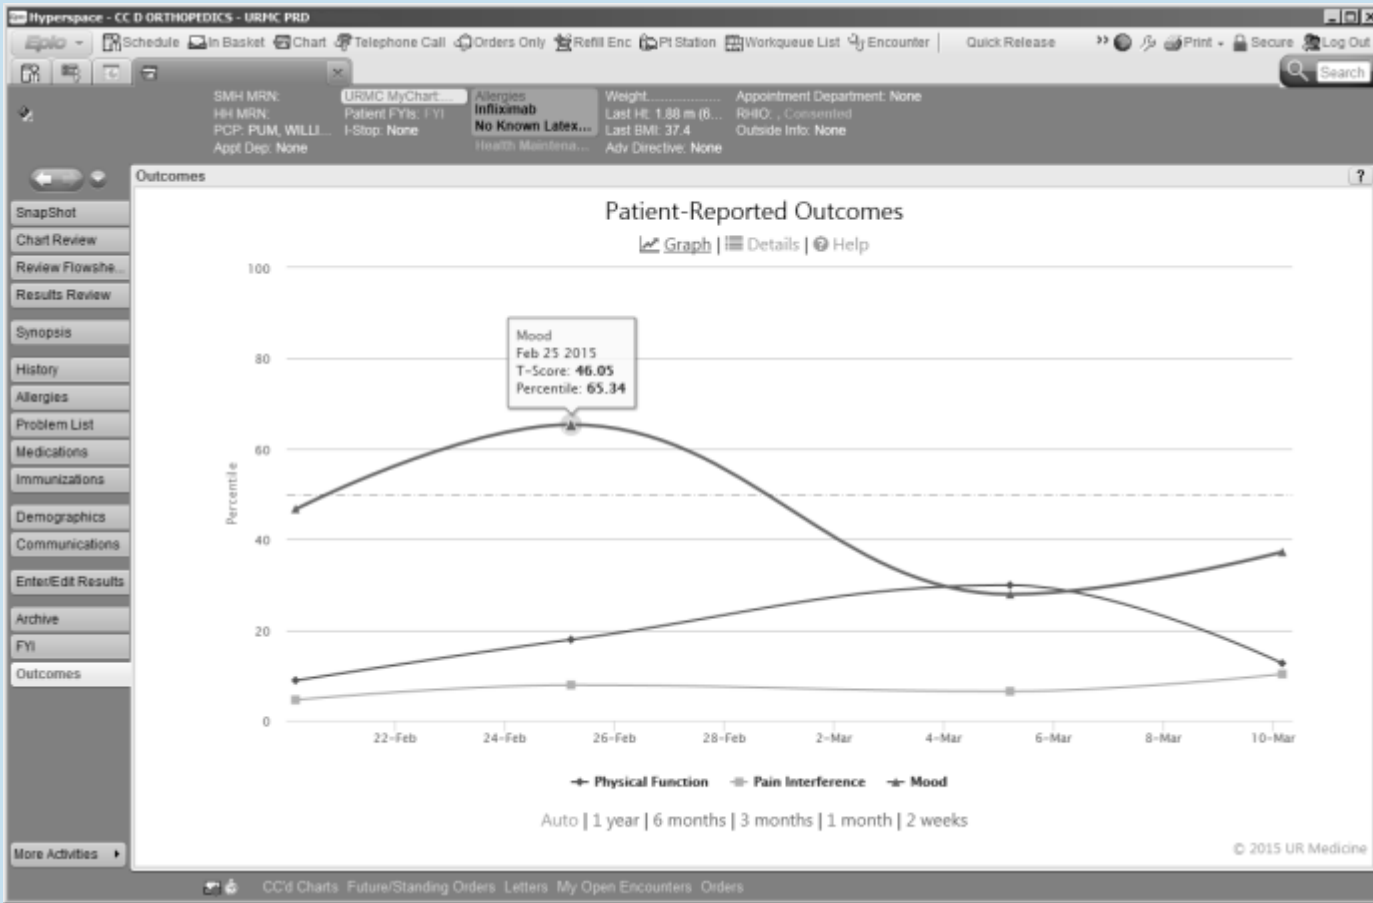 Hyperspace - CC D ORTHOPEDICS - URMC PRD
Epic Schedule In Basket Chart Telephone Call Orders Only Refill Enc Pt Station Workqueue List Encounter Quick Release » Print Secure Log Out
Search
SMH MRN: URMC MyChart.... Allergies Weight.................. Appointment Department: None
HH MRN: Patient FYIs: FYI Infliximab Last Ht: 1.88 m (6... RHIO: , Consented
PCP: PUM, WILLI... I-Stop: None No Known Latex... Last BMI: 37.4 Outside Info: None
Appt Dep: None Health Maintena... Adv Directive: None
Outcomes ?
SnapShot
Chart Review
Review Flowshe...
Results Review
Synopsis
History
Allergies
Problem List
Medications
Immunizations
Demographics
Communications
Enter/Edit Results
Archive
FYI
Outcomes
More Activities
Patient-Reported Outcomes
Graph | Details | Help
100
80
60
40
20
0
Percentile
Mood
Feb 25 2015
T-Score: 46.05
Percentile: 65.34
22-Feb 24-Feb 26-Feb 28-Feb 2-Mar 4-Mar 6-Mar 8-Mar 10-Mar
Physical Function Pain Interference Mood
Auto | 1 year | 6 months | 3 months | 1 month | 2 weeks
© 2015 UR Medicine
CC'd Charts Future/Standing Orders Letters My Open Encounters Orders